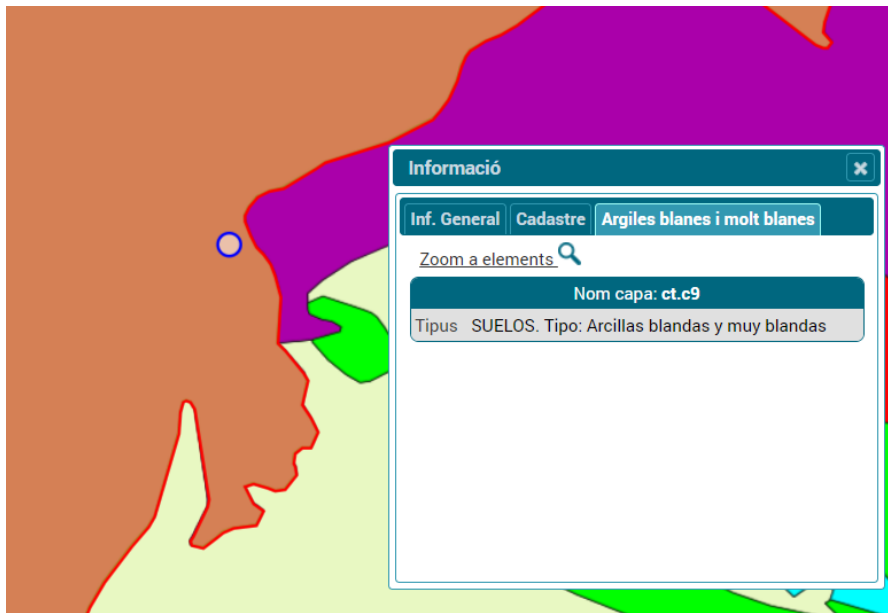 Informació
Inf. General Cadastre Argiles blanes i molt blanes
Zoom a elements
Nom capa: ct.c9
Tipus SUELOS. Tipo: Arcillas blandas y muy blandas